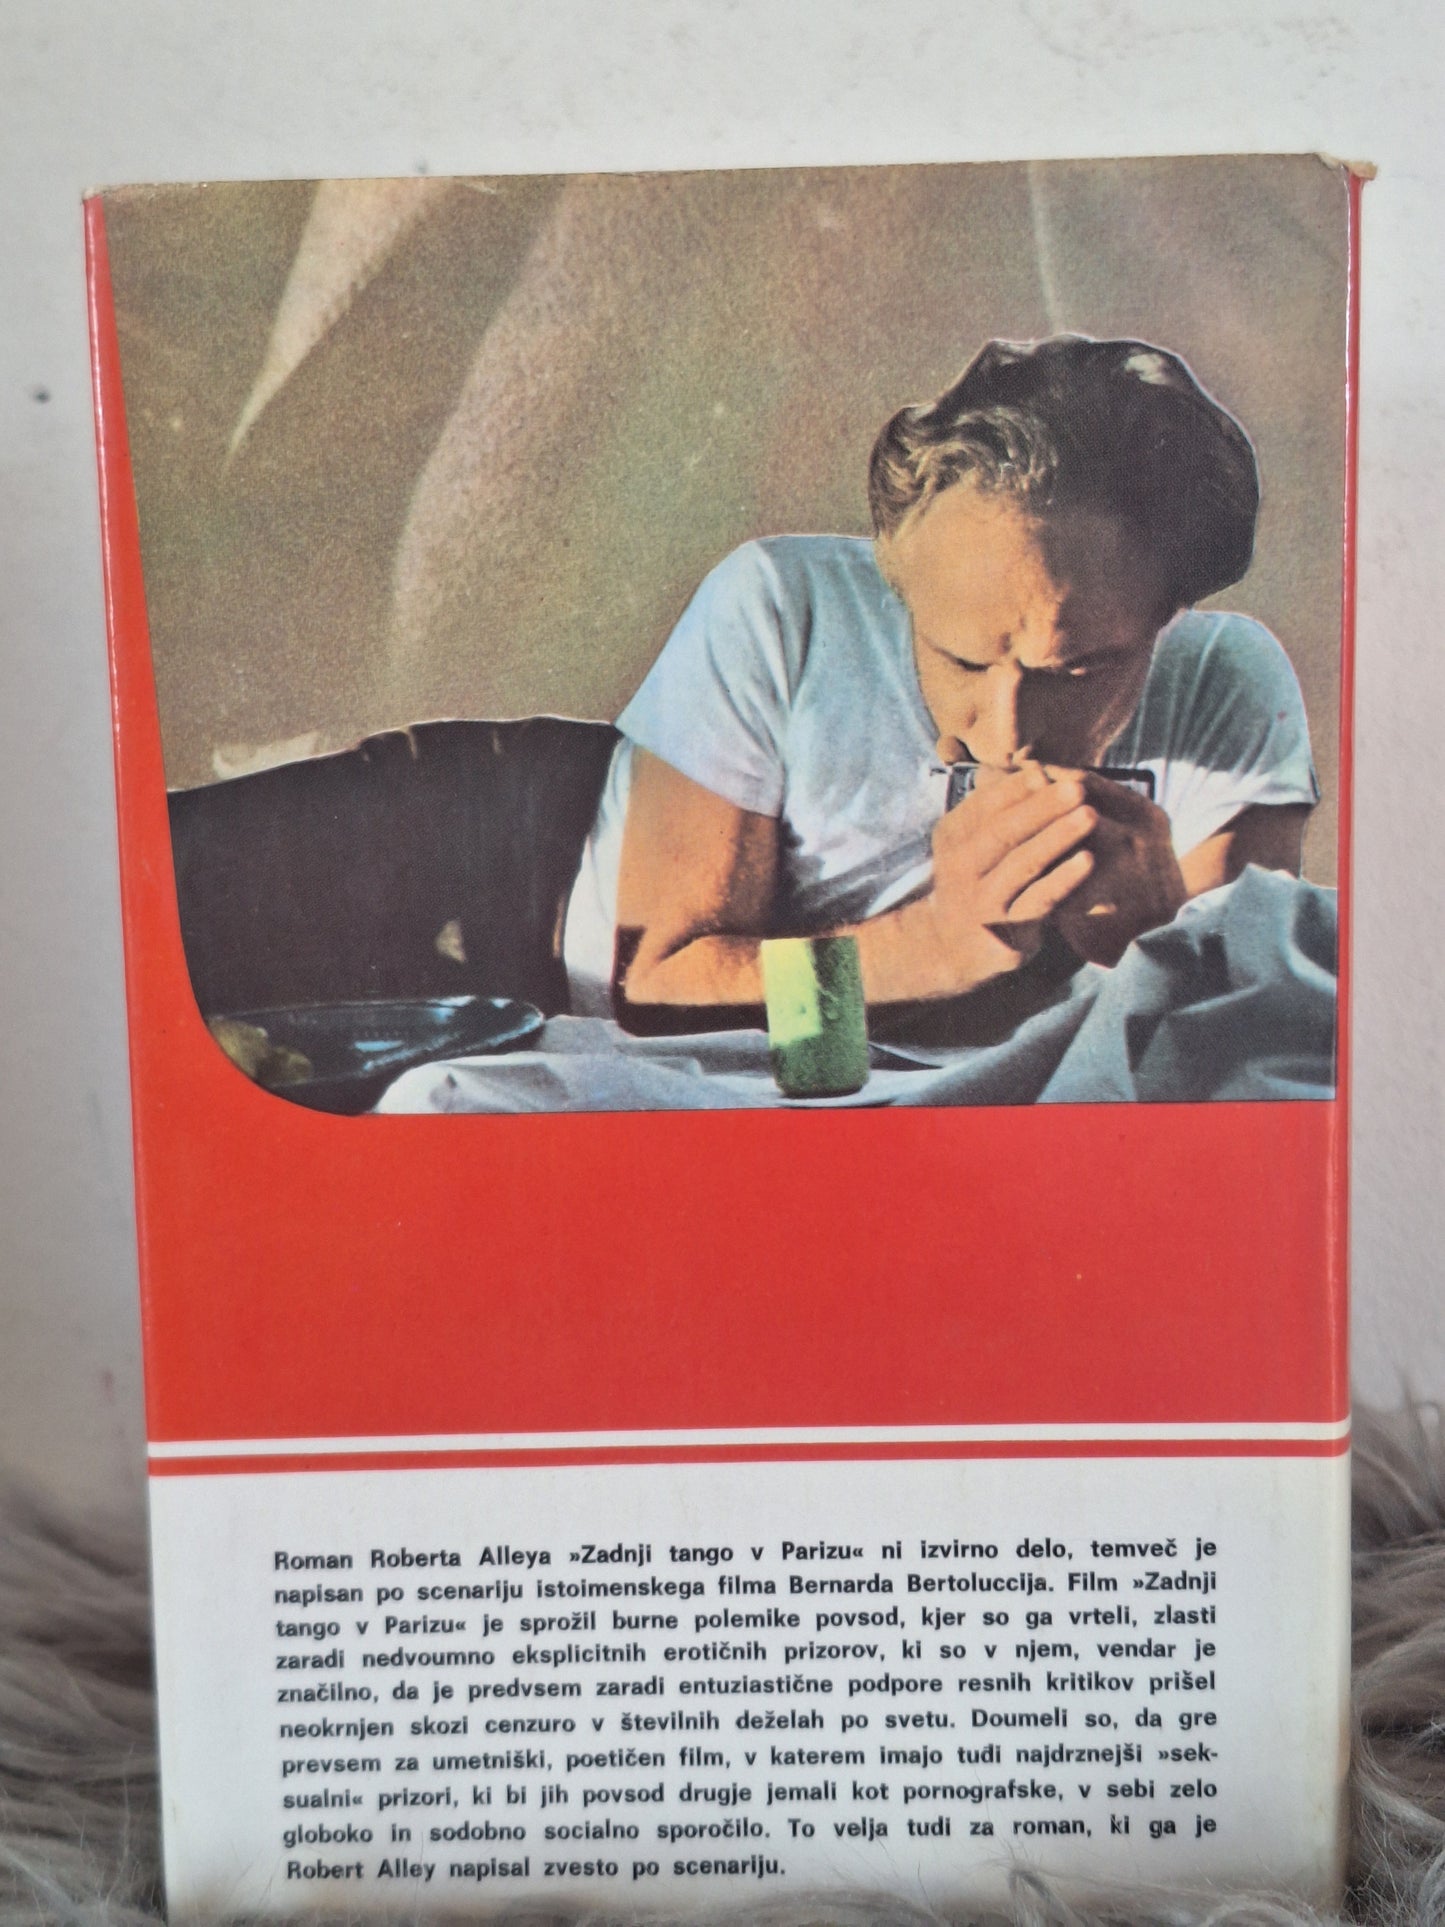 Roman Roberta Alleya »Zadnji tango v Parizu« ni izvirno delo, temveč je
napisan po scenariju istoimenskega filma Bernarda Bertoluccija. Film »Zadnji
tango v Parizu« je sprožil burne polemike povsod, kjer so ga vrteli, zlasti
zaradi nedvoumno eksplicitnih erotičnih prizorov, ki so v njem, vendar je
značilno, da je predvsem zaradi entuziastične podpore resnih kritikov prišel
neokrnjen skozi cenzuro v številnih deželah po svetu. Doumeli so, da gre
prevsem za umetniški, poetičen film, v katerem imajo tudi najdrznejši »sek-
sualni« prizori, ki bi jih povsod drugje jemali kot pornografske, v sebi zelo
globoko in sodobno socialno sporočilo. To velja tudi za roman, ki ga je
Robert Alley napisal zvesto po scenariju.